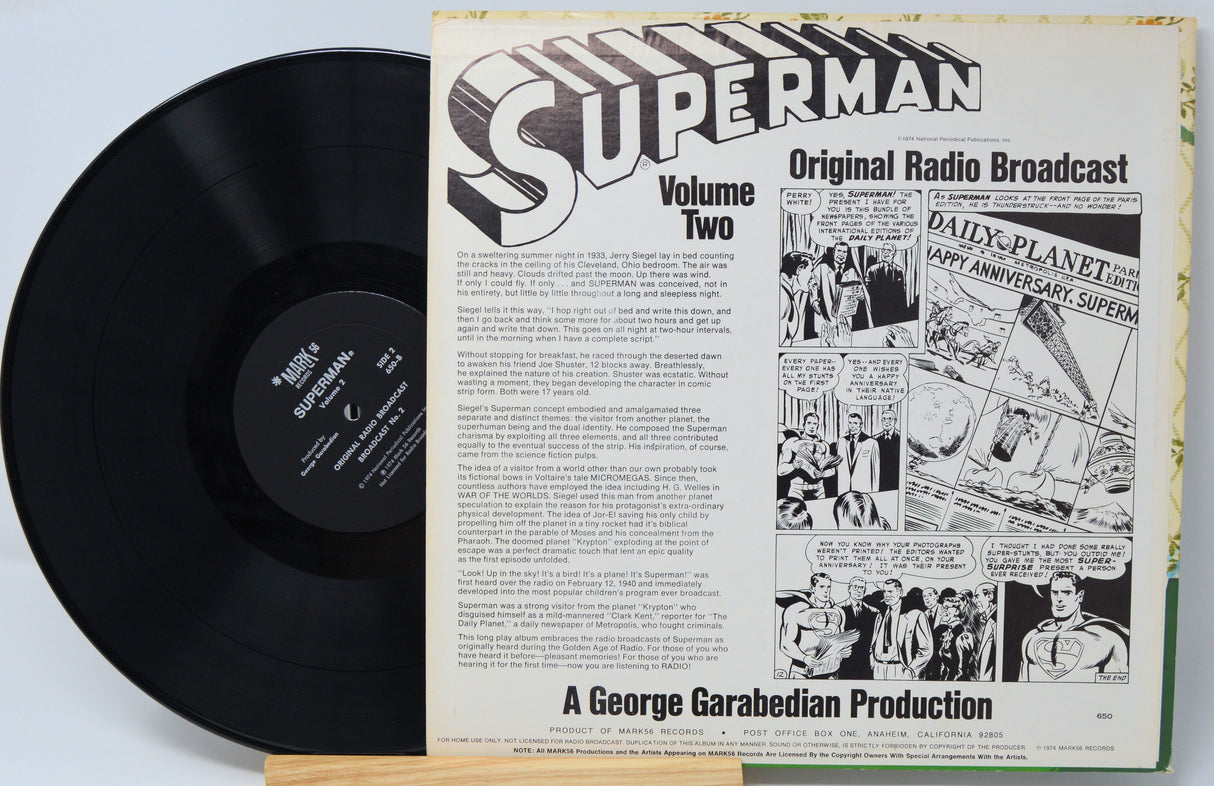 SUPERMAN
®
©1974 National Periodical Publications, Inc.
Original Radio Broadcast
Volume
Two
On a sweltering summer night in 1933, Jerry Siegel lay in bed counting
the cracks in the ceiling of his Cleveland, Ohio bedroom. The air was
still and heavy. Clouds drifted past the moon. Up there was wind.
If only I could fly. If only . . . and SUPERMAN was conceived, not in
his entirety, but little by little throughout a long and sleepless night.
Siegel tells it this way, "I hop right out of bed and write this down, and
then I go back and think some more for about two hours and get up
again and write that down. This goes on all night at two-hour intervals,
until in the morning when I have a complete script."
Without stopping for breakfast, he raced through the deserted dawn
to awaken his friend Joe Shuster, 12 blocks away. Breathlessly,
he explained the nature of his creation. Shuster was ecstatic. Without
wasting a moment, they began developing the character in comic
strip form. Both were 17 years old.
Siegel's Superman concept embodied and amalgamated three
separate and distinct themes: the visitor from another planet, the
superhuman being and the dual identity. He composed the Superman
charisma by exploiting all three elements, and all three contributed
equally to the eventual success of the strip. His inspiration, of course,
came from the science fiction pulps.
The idea of a visitor from a world other than our own probably took
its fictional bows in Voltaire's tale MICROMEGAS. Since then,
countless authors have employed the idea including H. G. Welles in
WAR OF THE WORLDS. Siegel used this man from another planet
speculation to explain the reason for his protagonist's extra-ordinary
physical development. The idea of Jor-El saving his only child by
propelling him off the planet in a tiny rocket had it's biblical
counterpart in the parable of Moses and his concealment from the
Pharaoh. The doomed planet "Krypton" exploding at the point of
escape was a perfect dramatic touch that lent an epic quality
as the first episode unfolded.
"Look! Up in the sky! It's a bird! It's a plane! It's Superman!" was
first heard over the radio on February 12, 1940 and immediately
developed into the most popular children's program ever broadcast.
Superman was a strong visitor from the planet "Krypton" who
disguised himself as a mild-mannered "Clark Kent," reporter for "The
Daily Planet," a daily newspaper of Metropolis, who fought criminals.
This long play album embraces the radio broadcasts of Superman as
originally heard during the Golden Age of Radio. For those of you who
have heard it before—pleasant memories! For those of you who are
hearing it for the first time—now you are listening to RADIO!
PERRY
WHITE!
YES, SUPERMAN! THE
PRESENT I HAVE FOR
YOU IS THIS BUNDLE OF
NEWSPAPERS, SHOWING THE
FRONT PAGES OF THE VARIOUS
INTERNATIONAL EDITIONS OF
THE DAILY PLANET!
AS SUPERMAN LOOKS AT THE FRONT PAGE OF THE PARIS
EDITION, HE IS THUNDERSTRUCK--AND NO WONDER!
DAILY PLANET
PARI
EDITI
HAPPY ANNIVERSARY, SUPERM
EVERY PAPER--
EVERY ONE HAS
ALL MY STUNTS
ON THE FIRST
PAGE!
YES--AND EVERY
ONE WISHES
YOU A HAPPY
ANNIVERSARY
IN THEIR NATIVE
LANGUAGE!
NOW YOU KNOW WHY YOUR PHOTOGRAPHS
WEREN'T PRINTED! THE EDITORS WANTED
TO PRINT THEM ALL AT ONCE, ON YOUR
ANNIVERSARY! IT WAS THEIR PRESENT
TO YOU!
I THOUGHT I HAD DONE SOME REALLY
SUPER-STUNTS, BUT YOU OUTDID ME!
YOU GAVE ME THE MOST SUPER-
SURPRISE PRESENT A PERSON
EVER RECEIVED!
12
THE END
A George Garabedian Production
650
PRODUCT OF MARK56 RECORDS • POST OFFICE BOX ONE, ANAHEIM, CALIFORNIA 92805
FOR HOME USE ONLY. NOT LICENSED FOR RADIO BROADCAST. DUPLICATION OF THIS ALBUM IN ANY MANNER, SOUND OR OTHERWISE, IS STRICTLY FORBIDDEN BY COPYRIGHT OF THE PRODUCER. ℗ 1974 MARK56 RECORDS
NOTE: All MARK56 Productions and the Artists Appearing on MARK56 Records Are Licensed By the Copyright Owners With Special Arrangements With the Artists.
MARK 56
RECORDS
SUPERMAN®
Volume 2
SIDE 2
650-B
Produced by
George Garabedian
ORIGINAL RADIO BROADCAST
BROADCAST No. 2
© 1974 National Periodical Publications
℗ 1974 Mark 56 Records
Not Licensed for Radio